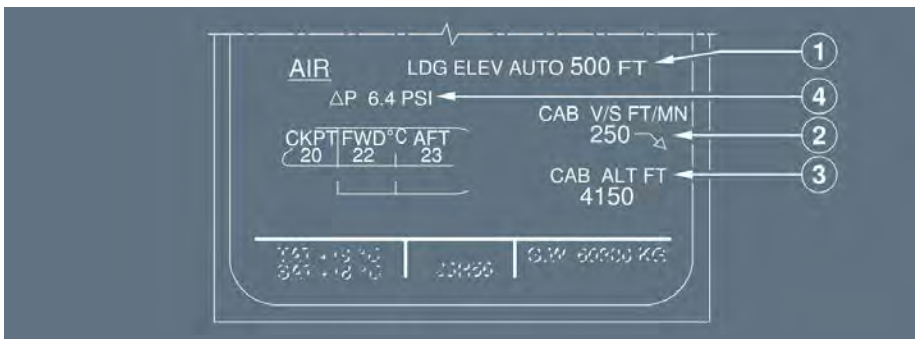 AIR LDG ELEV AUTO 500 FT
1
ΔP 6.4 PSI
4
CAB V/S FT/MN
250
2
CKPT FWD °C AFT
20 22 23
CAB ALT FT
3
4150
G.W
KG